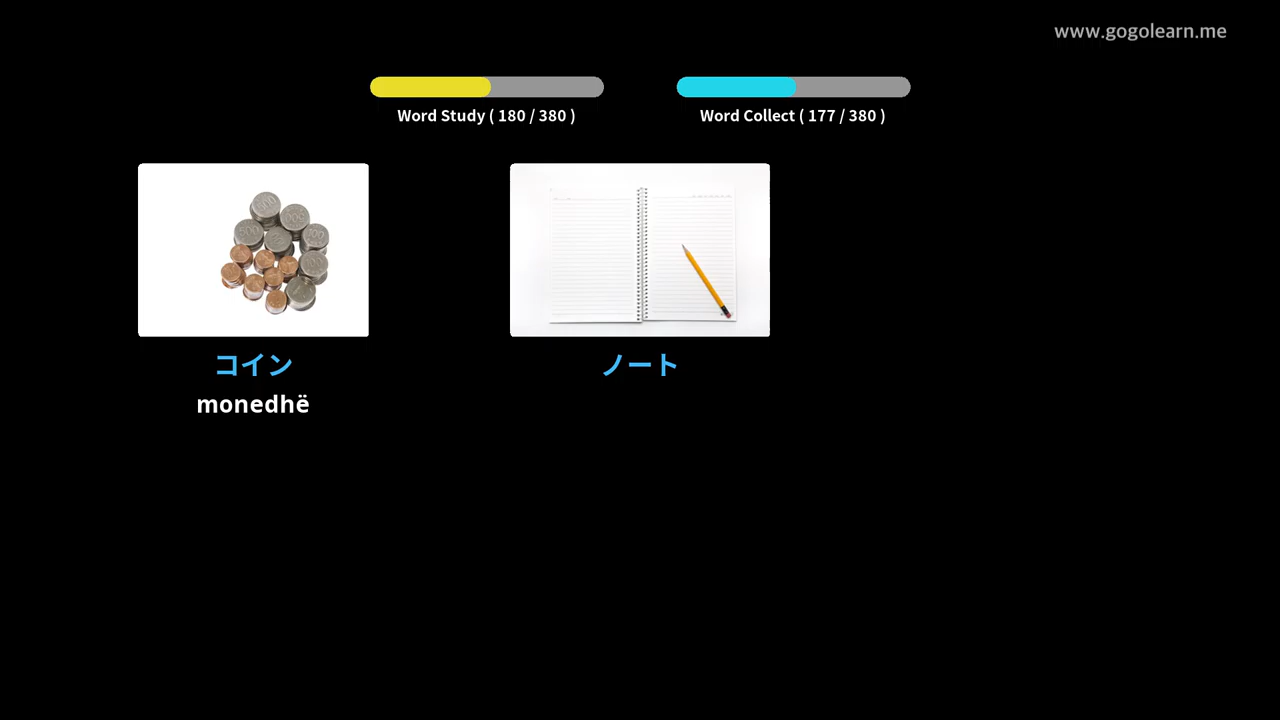 www.gogolearn.me
Word Study ( 180 / 380 )
Word Collect ( 177 / 380 )
コイン
monedhë
ノート